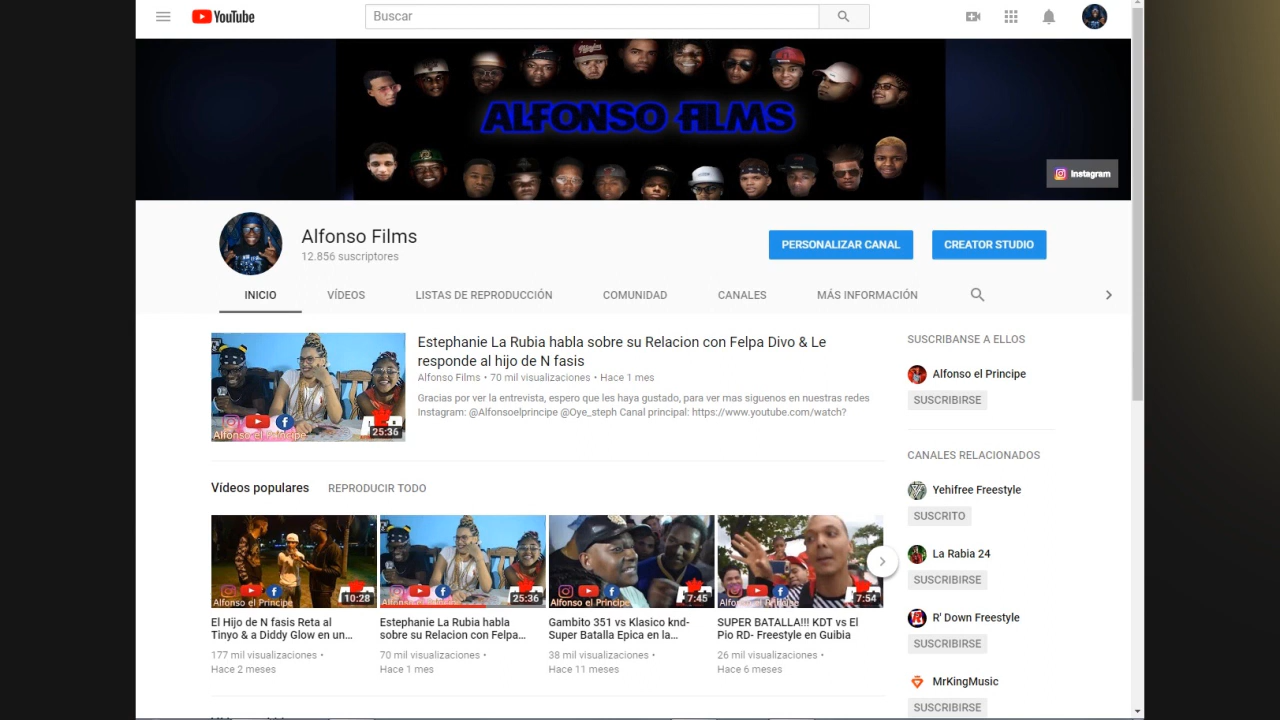 YouTube
Buscar
ALFONSO FILMS
Instagram
Alfonso Films
12.856 suscriptores
PERSONALIZAR CANAL
CREATOR STUDIO
INICIO
VÍDEOS
LISTAS DE REPRODUCCIÓN
COMUNIDAD
CANALES
MÁS INFORMACIÓN
Estephanie La Rubia habla sobre su Relacion con Felpa Divo & Le
responde al hijo de N fasis
Alfonso Films • 70 mil visualizaciones • Hace 1 mes
Gracias por ver la entrevista, espero que les haya gustado, para ver mas siguenos en nuestras redes
Instagram: @Alfonsoelprincipe @Oye_steph Canal principal: https://www.youtube.com/watch?
Alfonso el Principe
25:36
SUSCRIBANSE A ELLOS
Alfonso el Principe
SUSCRIBIRSE
Vídeos populares
REPRODUCIR TODO
Alfonso el Principe
10:28
El Hijo de N fasis Reta al
Tinyo & a Diddy Glow en un...
177 mil visualizaciones •
Hace 2 meses
25:36
Estephanie La Rubia habla
sobre su Relacion con Felpa...
70 mil visualizaciones •
Hace 1 mes
Alfonso el Principe
7:45
Gambito 351 vs Klasico knd-
Super Batalla Epica en la...
38 mil visualizaciones •
Hace 11 meses
7:54
SUPER BATALLA!!! KDT vs El
Pio RD- Freestyle en Guibia
26 mil visualizaciones •
Hace 6 meses
CANALES RELACIONADOS
Yehifree Freestyle
SUSCRITO
La Rabia 24
SUSCRIBIRSE
R' Down Freestyle
SUSCRIBIRSE
MrKingMusic
SUSCRIBIRSE